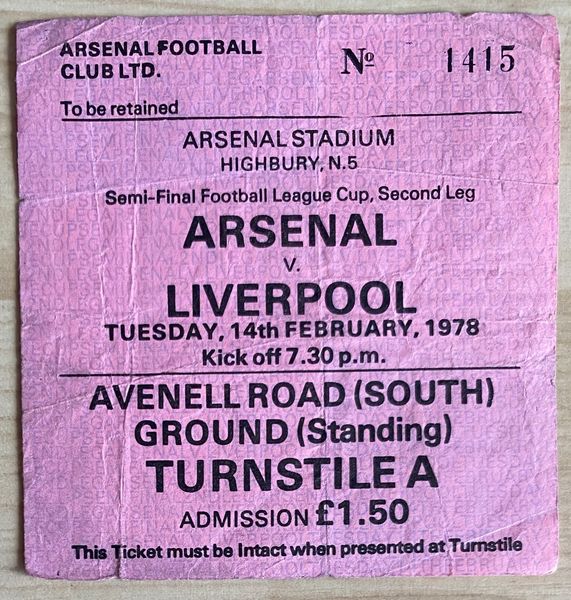 ARSENAL FOOTBALL
CLUB LTD.
Nº 1415
To be retained
ARSENAL STADIUM
HIGHBURY, N.5
Semi-Final Football League Cup, Second Leg
ARSENAL
V.
LIVERPOOL
TUESDAY, 14th FEBRUARY, 1978
Kick off 7.30 p.m.
AVENELL ROAD (SOUTH)
GROUND (Standing)
TURNSTILE A
ADMISSION £1.50
This Ticket must be Intact when presented at Turnstile